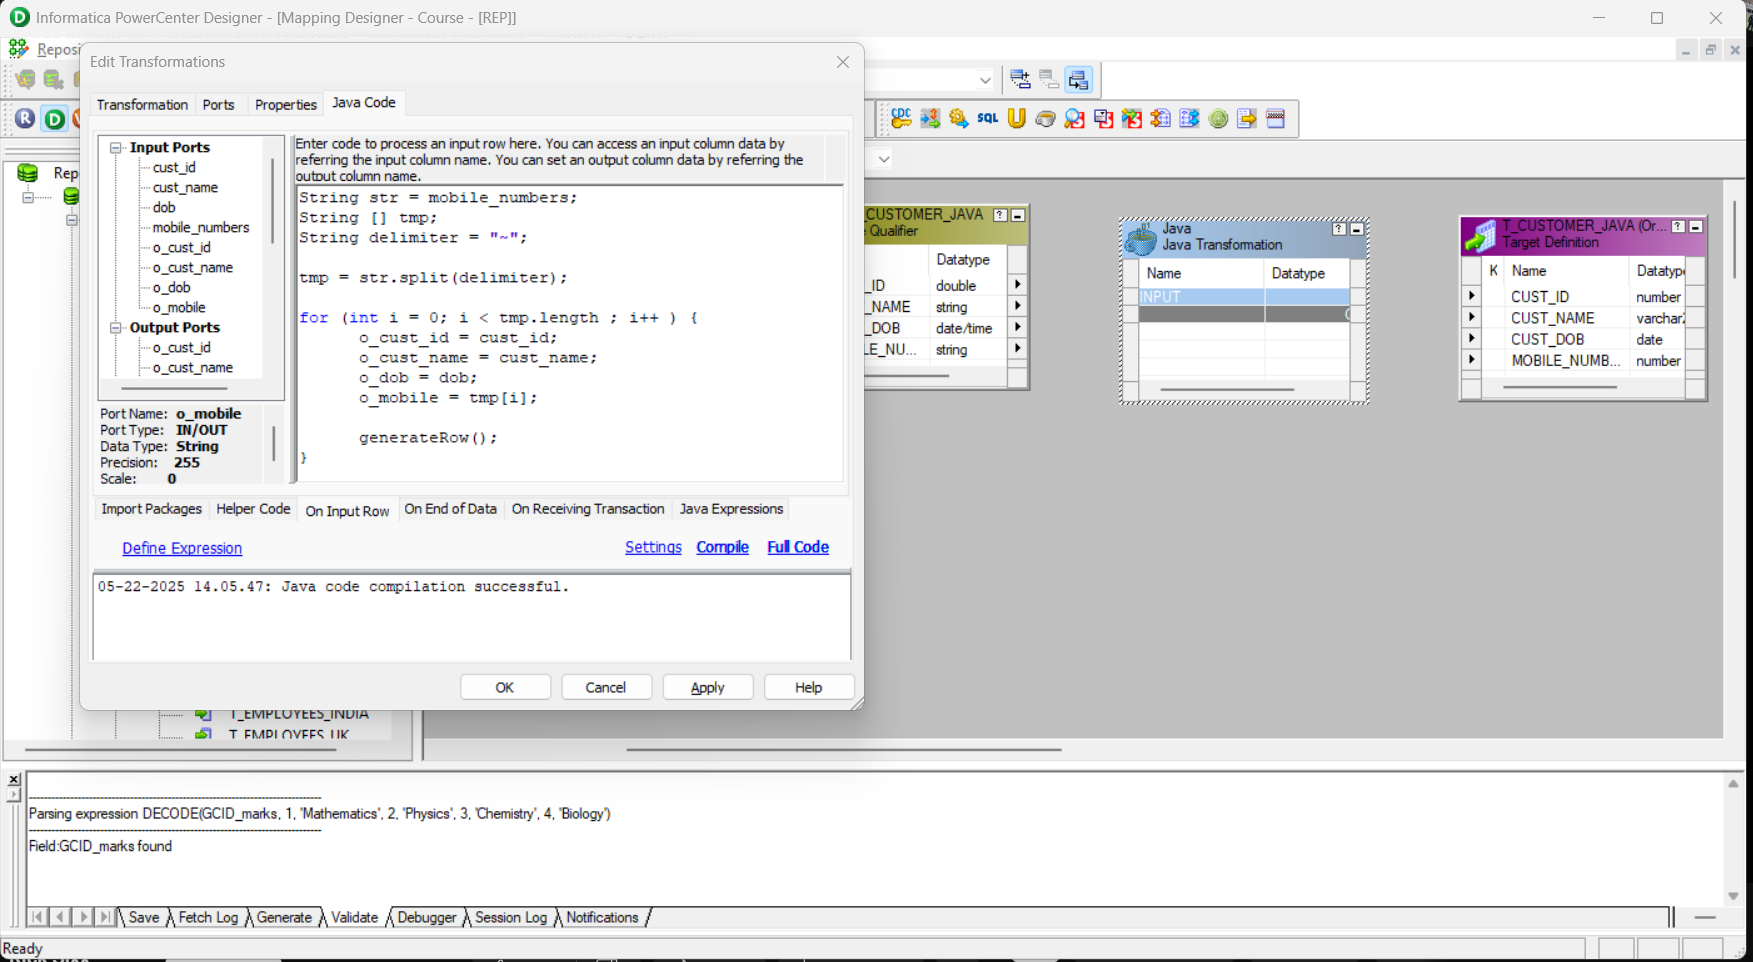 Informatica PowerCenter Designer - [Mapping Designer - Course - [REP]]
Edit Transformations
Transformation Ports Properties Java Code
Input Ports
cust_id
cust_name
dob
mobile_numbers
o_cust_id
o_cust_name
o_dob
o_mobile
Output Ports
o_cust_id
o_cust_name
Port Name: o_mobile
Port Type: IN/OUT
Data Type: String
Precision: 255
Scale: 0
Enter code to process an input row here. You can access an input column data by
referring the input column name. You can set an output column data by referring the
output column name.
String str = mobile_numbers;
String [] tmp;
String delimiter = "~";
tmp = str.split(delimiter);
for (int i = 0; i < tmp.length ; i++ ) {
o_cust_id = cust_id;
o_cust_name = cust_name;
o_dob = dob;
o_mobile = tmp[i];
generateRow();
}
Import Packages Helper Code On Input Row On End of Data On Receiving Transaction Java Expressions
Define Expression Settings Compile Full Code
05-22-2025 14.05.47: Java code compilation successful.
OK Cancel Apply Help
Reposi
R D
Rep
CDC SQL
_CUSTOMER_JAVA
Qualifier
Datatype
_ID double
_NAME string
_DOB date/time
LE_NU... string
Java
Java Transformation
Name Datatype
INPUT
T_CUSTOMER_JAVA (Or...
Target Definition
K Name Datatype
CUST_ID number
CUST_NAME varchar2
CUST_DOB date
MOBILE_NUMB... number
T_EMPLOYEES_INDIA
T_EMPLOYEES_UK
Parsing expression DECODE(GCID_marks, 1, 'Mathematics', 2, 'Physics', 3, 'Chemistry', 4, 'Biology')
Field:GCID_marks found
Save Fetch Log Generate Validate Debugger Session Log Notifications
Ready